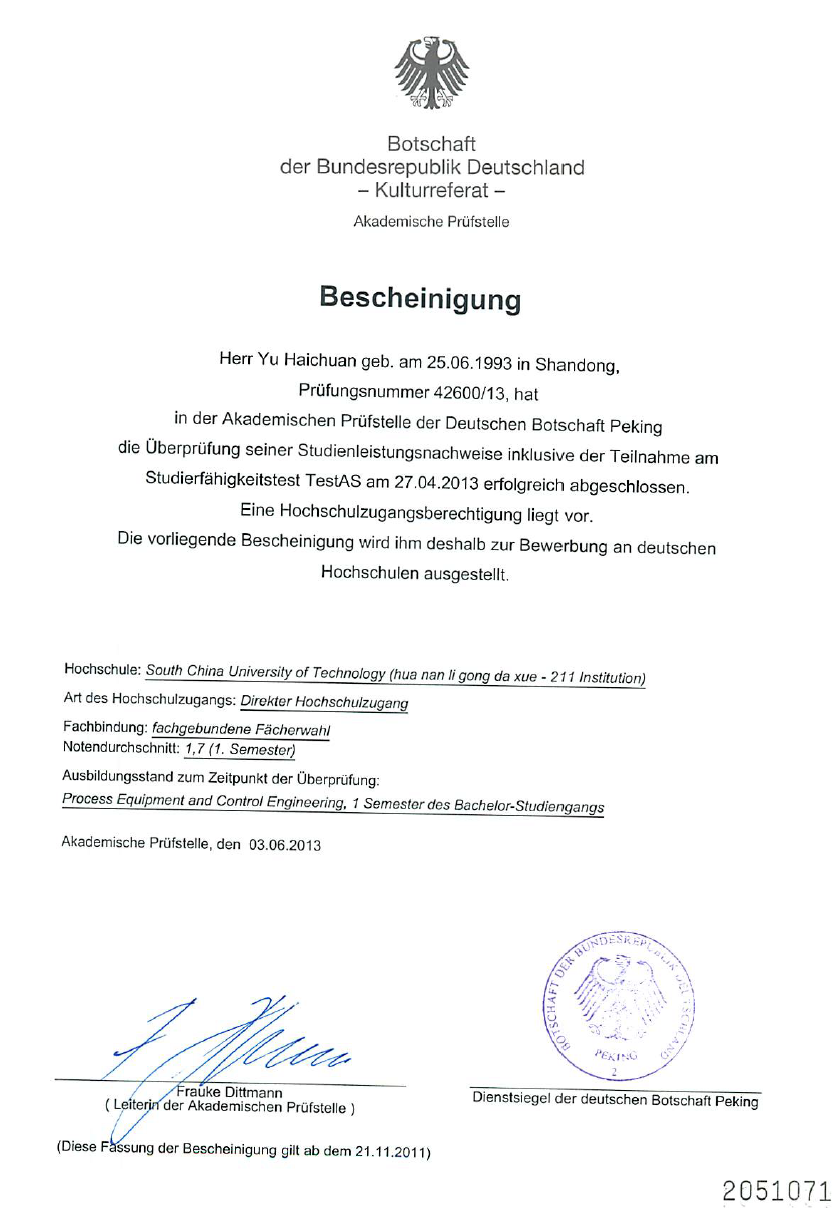 Botschaft
der Bundesrepublik Deutschland
– Kulturreferat –
Akademische Prüfstelle
Bescheinigung
Herr Yu Haichuan geb. am 25.06.1993 in Shandong,
Prüfungsnummer 42600/13, hat
in der Akademischen Prüfstelle der Deutschen Botschaft Peking
die Überprüfung seiner Studienleistungsnachweise inklusive der Teilnahme am
Studierfähigkeitstest TestAS am 27.04.2013 erfolgreich abgeschlossen.
Eine Hochschulzugangsberechtigung liegt vor.
Die vorliegende Bescheinigung wird ihm deshalb zur Bewerbung an deutschen
Hochschulen ausgestellt.
Hochschule: South China University of Technology (hua nan li gong da xue - 211 Institution)
Art des Hochschulzugangs: Direkter Hochschulzugang
Fachbindung: fachgebundene Fächerwahl
Notendurchschnitt: 1,7 (1. Semester)
Ausbildungsstand zum Zeitpunkt der Überprüfung:
Process Equipment and Control Engineering, 1 Semester des Bachelor-Studiengangs
Akademische Prüfstelle, den 03.06.2013
BOTSCHAFT DER BUNDESREPUBLIK DEUTSCHLAND
PEKING
2
Frauke Dittmann
( Leiterin der Akademischen Prüfstelle )
Dienstsiegel der deutschen Botschaft Peking
(Diese Fassung der Bescheinigung gilt ab dem 21.11.2011)
2051071